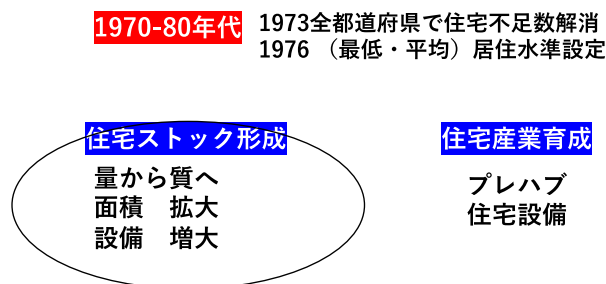 1970-80年代
1973全都道府県で住宅不足数解消
1976 （最低・平均）居住水準設定
住宅ストック形成
量から質へ
面積　拡大
設備　増大
住宅産業育成
プレハブ
住宅設備